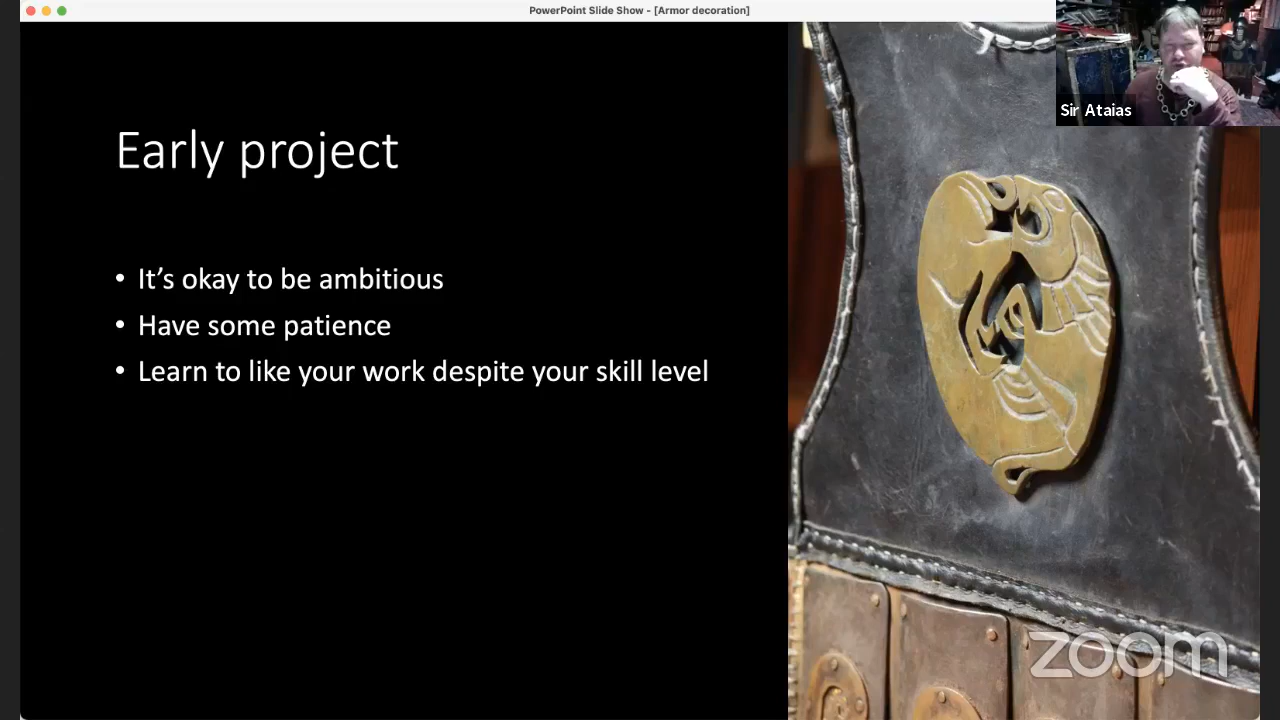 PowerPoint Slide Show - [Armor decoration]
Sir Ataias
Early project
• It’s okay to be ambitious
• Have some patience
• Learn to like your work despite your skill level
zoom